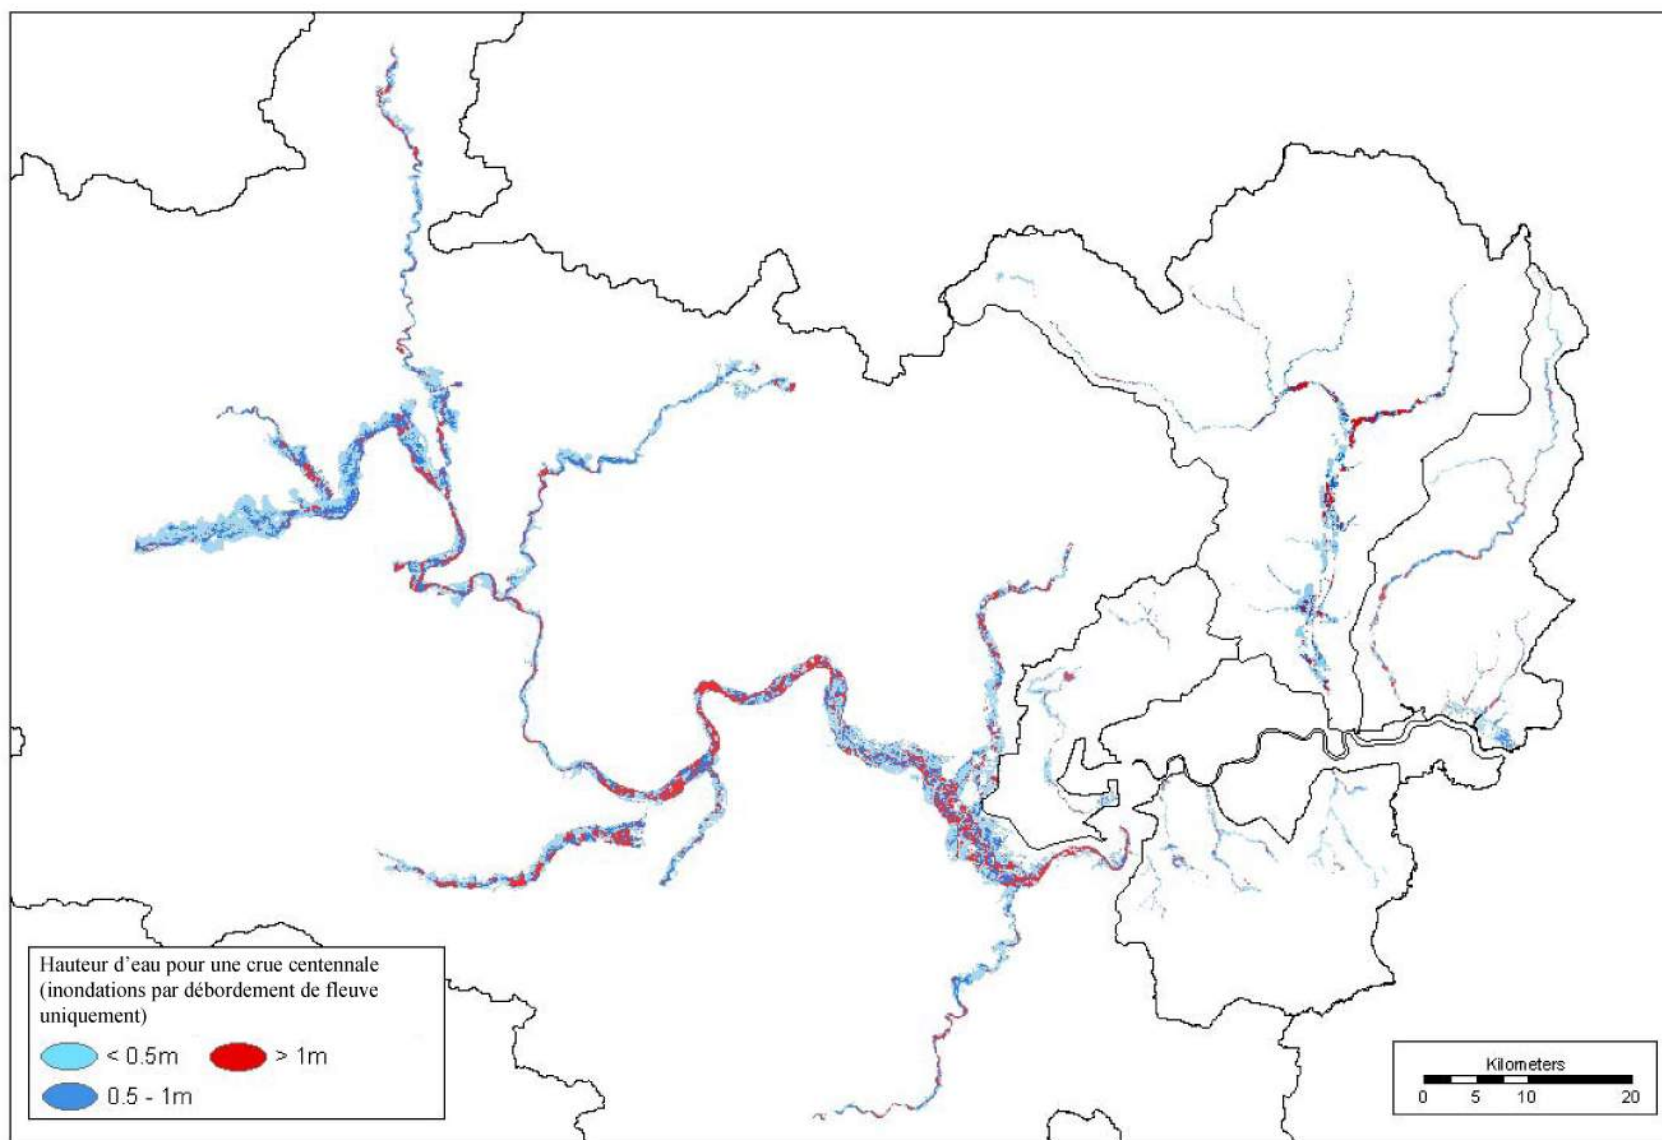 Hauteur d'eau pour une crue centennale
(inondations par débordement de fleuve
uniquement)
< 0.5m > 1m
0.5 - 1m
Kilometers
0 5 10 20